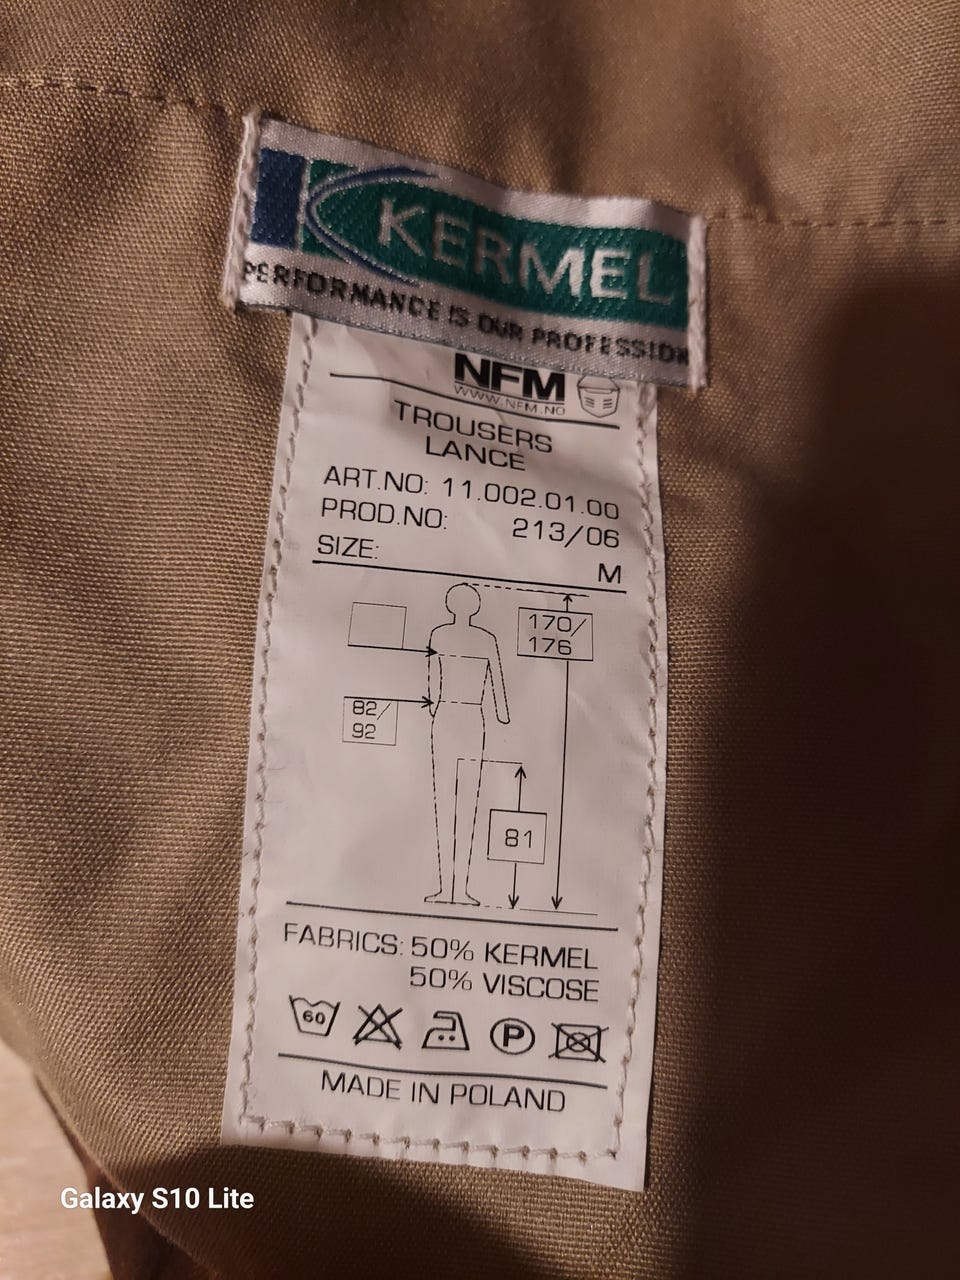 KERMEL
PERFORMANCE IS OUR PROFESSION
NFM
WWW.NFM.NO
TROUSERS
LANCE
ART.NO: 11.002.01.00
PROD.NO: 213/06
SIZE: M
170/
176
82/
92
81
FABRICS: 50% KERMEL
50% VISCOSE
60 P
MADE IN POLAND
Galaxy S10 Lite